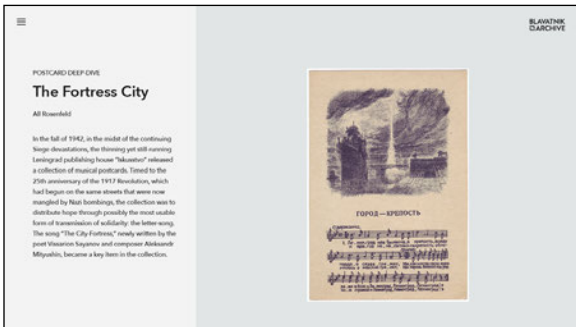 BLAVATNIK
ARCHIVE
POSTCARD DEEP-DIVE
The Fortress City
All Rosenfeld
In the fall of 1942, in the midst of the continuing
Siege devastations, the thinning yet still-running
Leningrad publishing house "Iskusstvo" released
a collection of musical postcards. Timed to the
25th anniversary of the 1917 Revolution, which
had begun on the same streets that were now
mangled by Nazi bombings, the collection was to
distribute hope through possibly the most usable
form of transmission of solidarity: the letter-song.
The song "The City-Fortress," newly written by the
poet Vissarion Sayanov and composer Aleksandr
Mityushin, became a key item in the collection.
ГОРОД — КРЕПОСТЬ